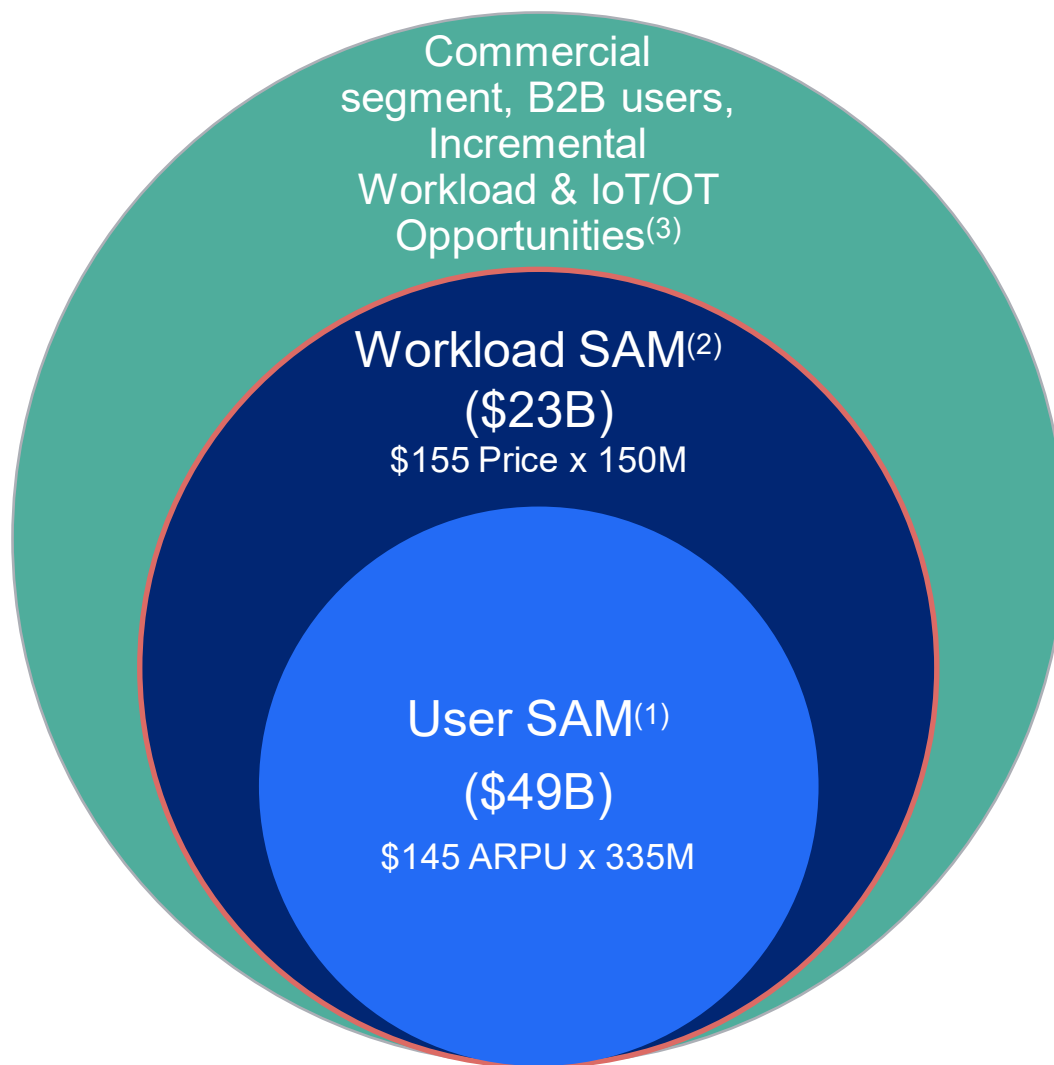 Commercial
segment, B2B users,
Incremental
Workload & IoT/OT
Opportunities(3)
Workload SAM(2)
($23B)
$155 Price x 150M
User SAM(1)
($49B)
$145 ARPU x 335M